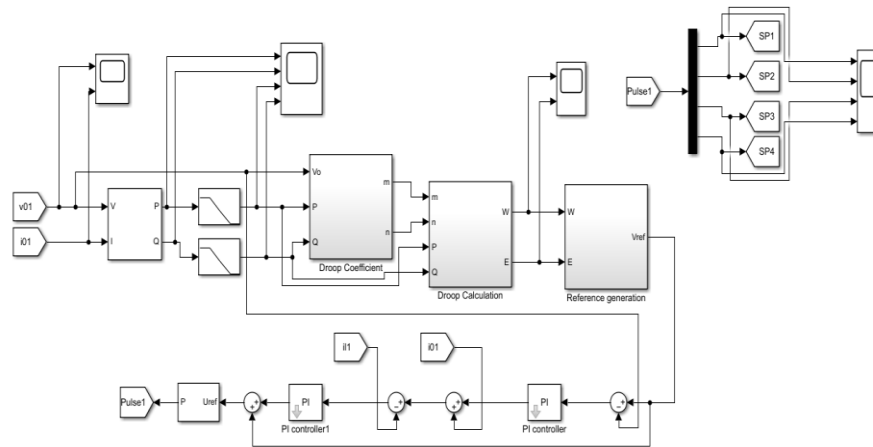 SP1
SP2
Pulse1
SP3
SP4
Vo
m
v01
V
P
P
m
W
W
n
n
Vref
i01
I
Q
Q
P
E
E
Droop Coefficient
Q
Droop Calculation
Reference generation
il1
i01
Pulse1
P
Uref
PI
PI
PI controller1
PI controller